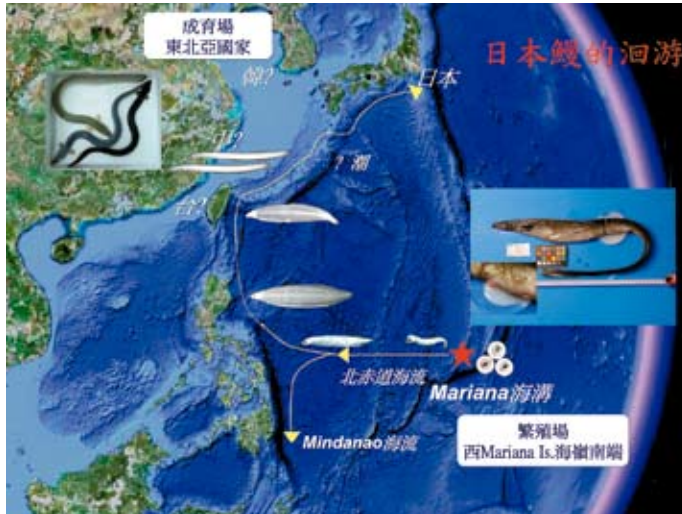 成育場
東北亞國家
日本鰻的洄游
韓?
日本
中?
?潮
台?
北赤道海流
Mariana海溝
Mindanao海流
繁殖場
西Mariana Is.海嶺南端